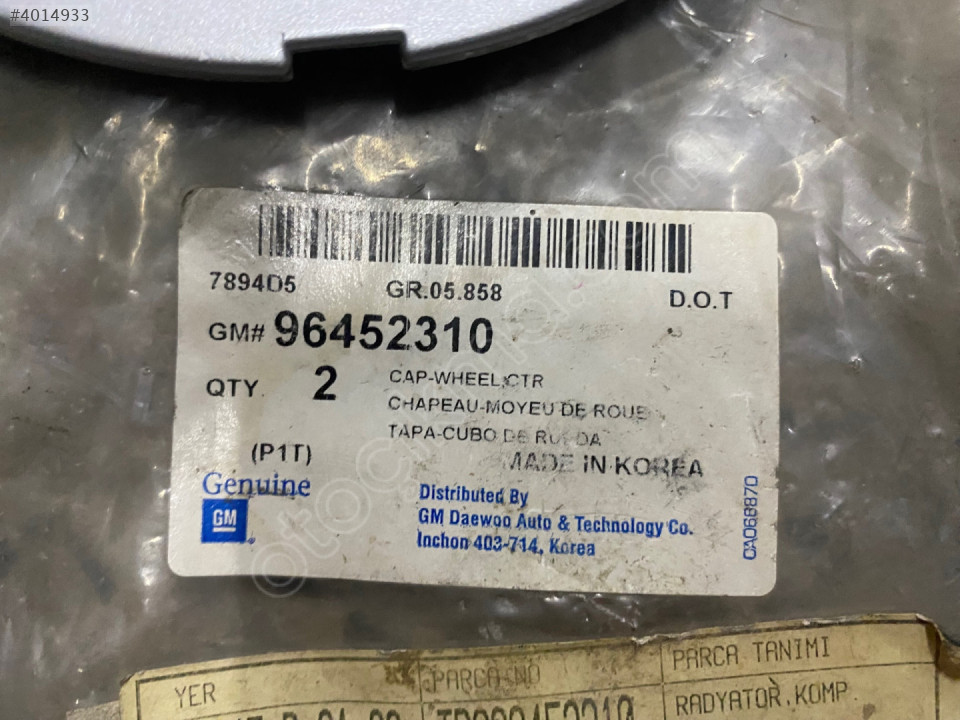 #4014933
7894D5 GR.05.858 D.O.T
GM# 96452310
QTY. 2 CAP-WHEEL,CTR
CHAPEAU-MOYEU DE ROUE
TAPA-CUBO DE RUEDA
(P1T) MADE IN KOREA
Genuine
GM
Distributed By
GM Daewoo Auto & Technology Co.
Inchon 403-714, Korea
CA068870
YER PARCA NO PARCA TANIMI
RADYATOR.KOMP.